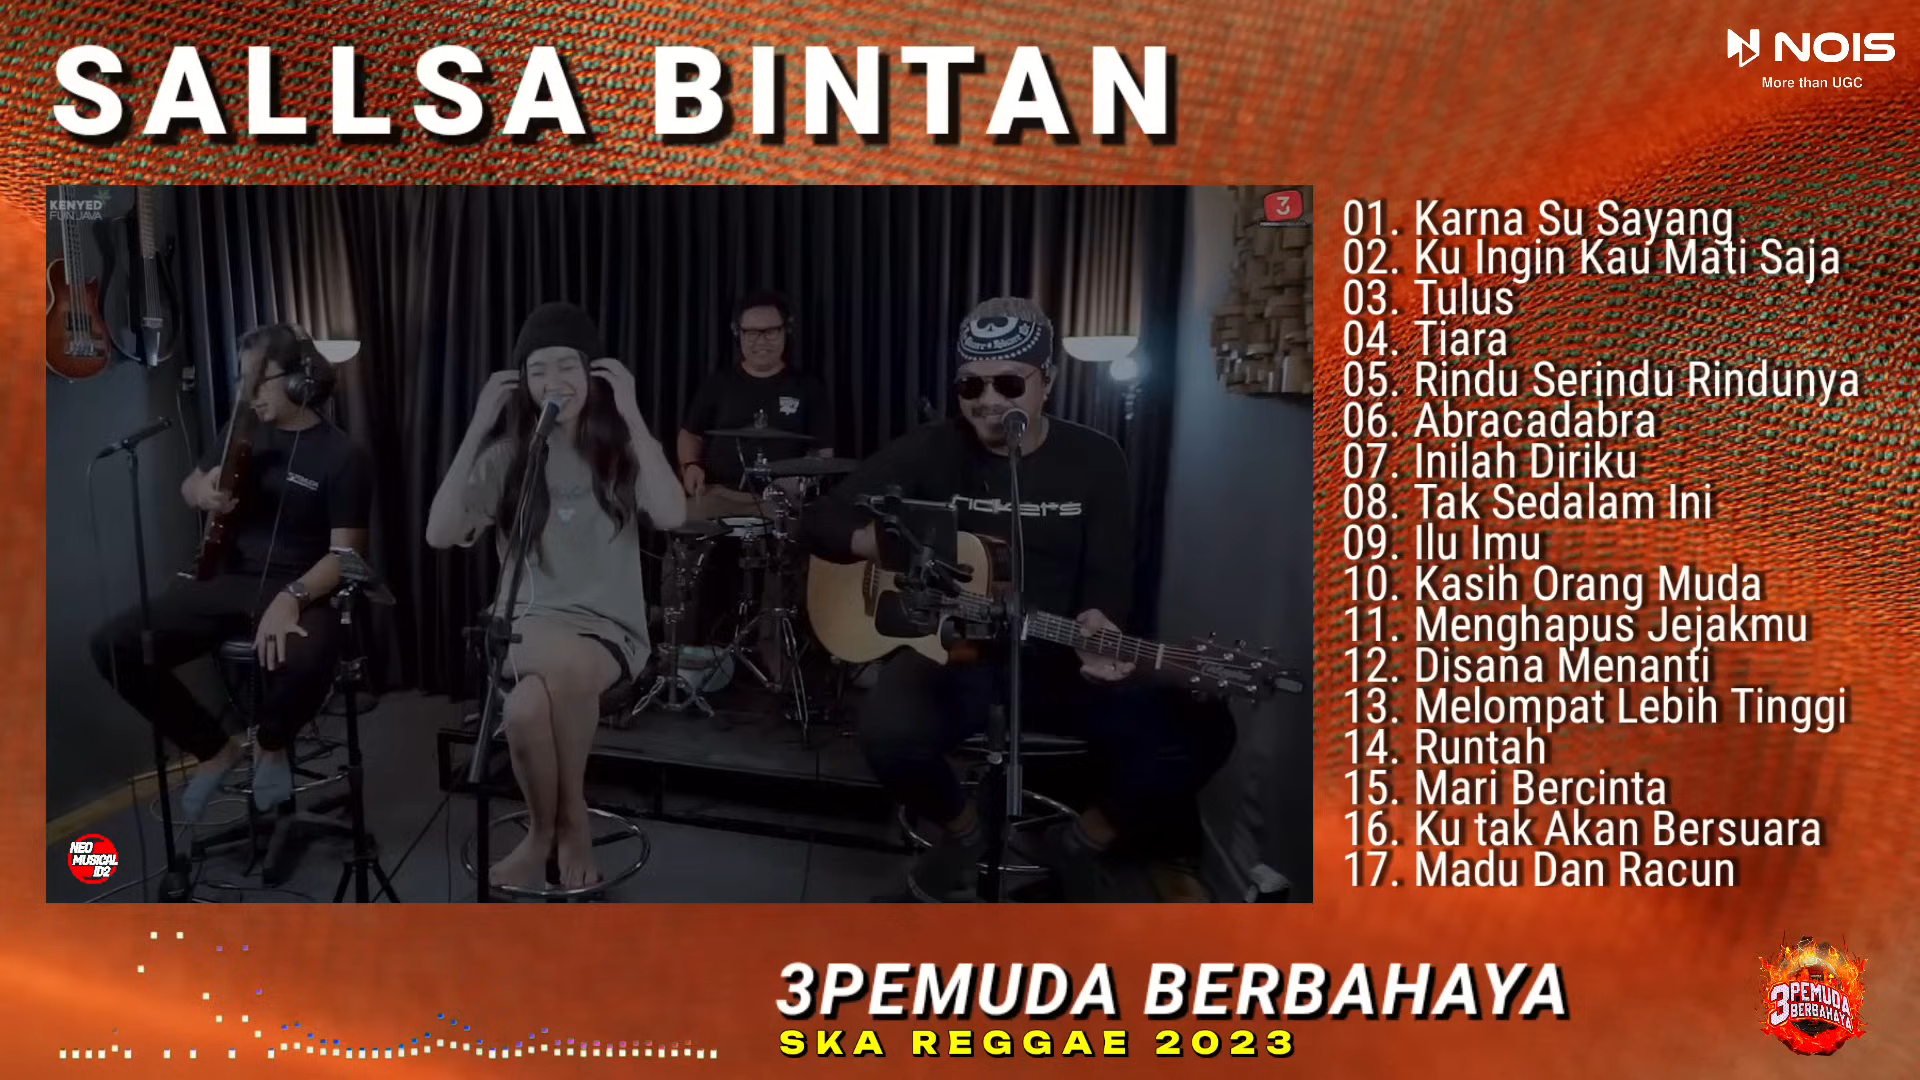 SALLSA BINTAN
NOIS
More than UGC
KENYED
FUNJAVA
3
01. Karna Su Sayang
02. Ku Ingin Kau Mati Saja
03. Tulus
04. Tiara
05. Rindu Serindu Rindunya
06. Abracadabra
07. Inilah Diriku
08. Tak Sedalam Ini
09. Ilu Imu
10. Kasih Orang Muda
11. Menghapus Jejakmu
12. Disana Menanti
13. Melompat Lebih Tinggi
14. Runtah
15. Mari Bercinta
16. Ku tak Akan Bersuara
17. Madu Dan Racun
NEO
MUSICAL
ID2
3PEMUDA BERBAHAYA
SKA REGGAE 2023
3PEMUDA
BERBAHAYA